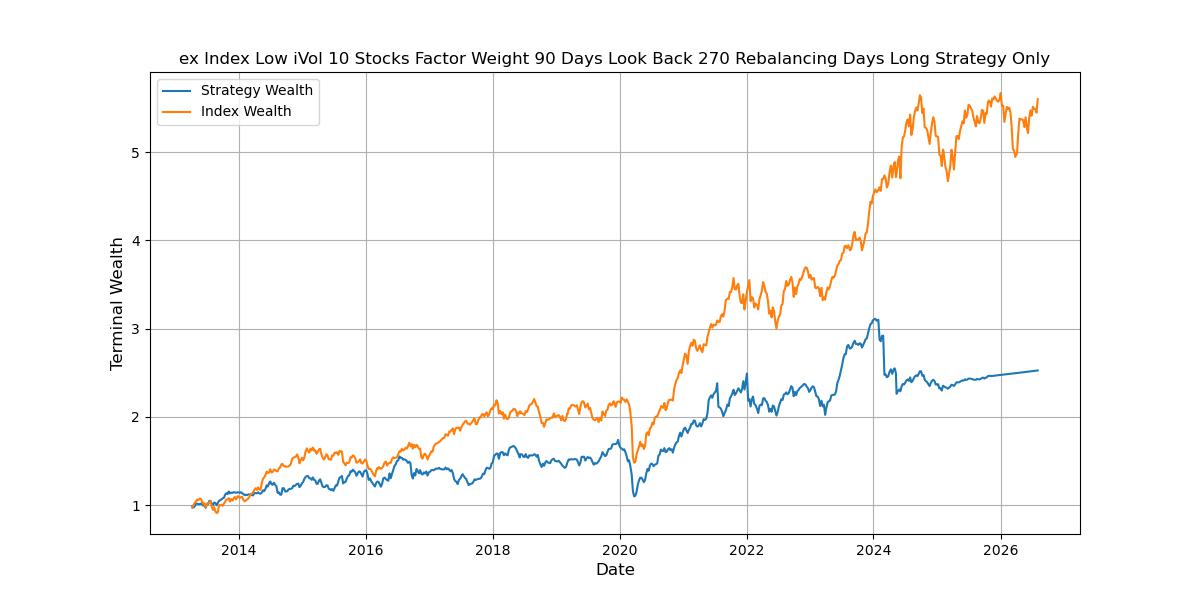 ex Index Low iVol 10 Stocks Factor Weight 90 Days Look Back 270 Rebalancing Days Long Strategy Only
Strategy Wealth
Index Wealth
Terminal Wealth
5
4
3
2
1
2014 2016 2018 2020 2022 2024 2026
Date